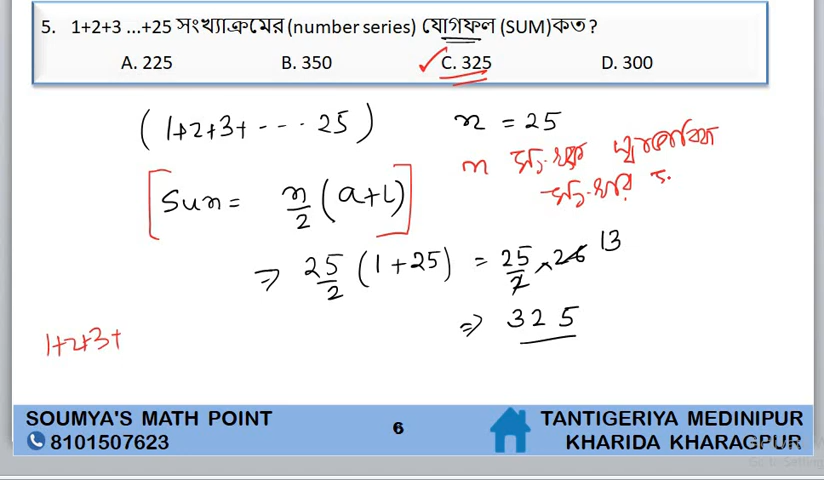 5. 1+2+3 ...+25 সংখ্যাক্রমের (number series) যোগফল (SUM)কত ?
A. 225 B. 350 C. 325 D. 300
(1+2+3+ - - - . 25) n = 25
n সংখ্যক স্বাভাবিক
সংখ্যার
Sum = n/2 (a+L)
⇒ 25/2 (1+25) = 25/2 × 26 13
⇒ 325
1+2+3+
SOUMYA'S MATH POINT
8101507623
6
TANTIGERIYA MEDINIPUR
KHARIDA KHARAGPUR